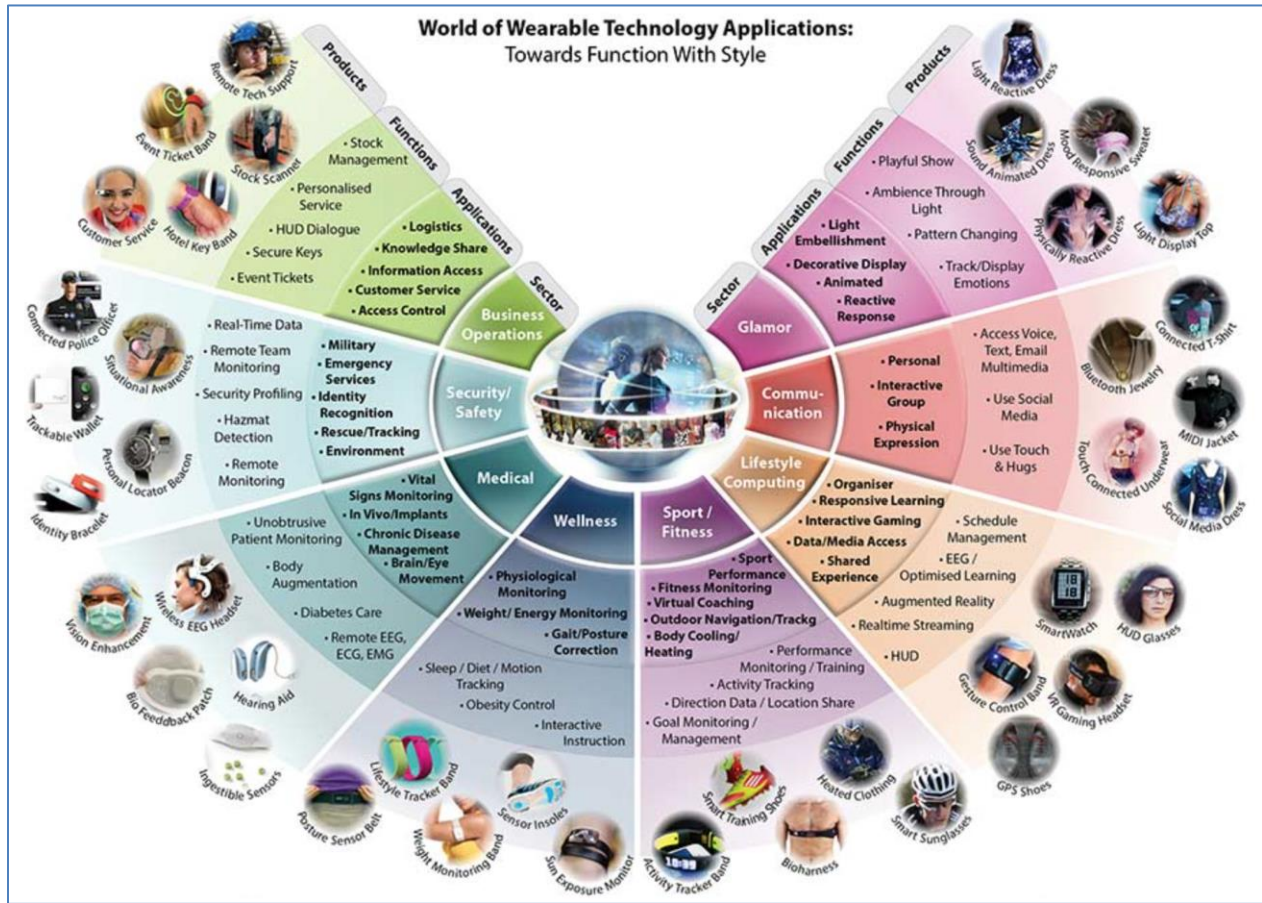 World of Wearable Technology Applications:
Towards Function With Style
Products
Functions
Applications
Sector
Business
Operations
• Logistics
• Knowledge Share
• Information Access
• Customer Service
• Access Control
• Stock
Management
• Personalised
Service
• HUD Dialogue
• Secure Keys
• Event Tickets
Remote Tech Support
Event Ticket Band
Stock Scanner
Customer Service
Hotel Key Band
Security/
Safety
• Military
• Emergency
Services
• Identity
Recognition
• Rescue/Tracking
• Environment
• Real-Time Data
• Remote Team
Monitoring
• Security Profiling
• Hazmat
Detection
• Remote
Monitoring
Connected Police Officer
Situational Awareness
Trackable Wallet
Personal Locator Beacon
Identity Bracelet
Medical
• Vital
Signs Monitoring
• In Vivo/Implants
• Chronic Disease
Management
• Brain/Eye
Movement
• Unobtrusive
Patient Monitoring
• Body
Augmentation
• Diabetes Care
• Remote EEG,
ECG, EMG
Wireless EEG Headset
Vision Enhancement
Hearing Aid
Bio Feeddback Patch
Ingestible Sensors
Wellness
• Physiological
Monitoring
• Weight/ Energy Monitoring
• Gait/Posture
Correction
• Sleep / Diet / Motion
Tracking
• Obesity Control
• Interactive
Instruction
Lifestyle Tracker Band
Posture Sensor Belt
Sensor Insoles
Weight Monitoring Band
Sun Exposure Monitor
Sport /
Fitness
• Sport
Performance
• Fitness Monitoring
• Virtual Coaching
• Outdoor Navigation/Trackg
• Body Cooling/
Heating
• Performance
Monitoring / Training
• Activity Tracking
• Direction Data / Location Share
• Goal Monitoring /
Management
Smart Training Shoes
Heated Clothing
Smart Sunglasses
Activity Tracker Band
10:39
Bioharness
Lifestyle
Computing
• Organiser
• Responsive Learning
• Interactive Gaming
• Data/Media Access
• Shared
Experience
• Schedule
Management
• EEG /
Optimised Learning
• Augmented Reality
• Realtime Streaming
• HUD
18
18
SmartWatch
HUD Glasses
Gesture Control Band
VR Gaming Headset
GPS Shoes
Commu-
nication
• Personal
• Interactive
Group
• Physical
Expression
• Access Voice,
Text, Email
Multimedia
• Use Social
Media
• Use Touch
& Hugs
Connected T-Shirt
Bluetooth Jewelry
MIDI Jacket
Touch Connected Underwear
Social Media Dress
Products
Functions
Applications
Sector
Glamor
• Light
Embellishment
• Decorative Display
• Animated
• Reactive
Response
• Playful Show
• Ambience Through
Light
• Pattern Changing
• Track/Display
Emotions
Light Reactive Dress
Sound Animated Dress
Mood Responsive Sweater
Physically Reactive Dress
Light Display Top